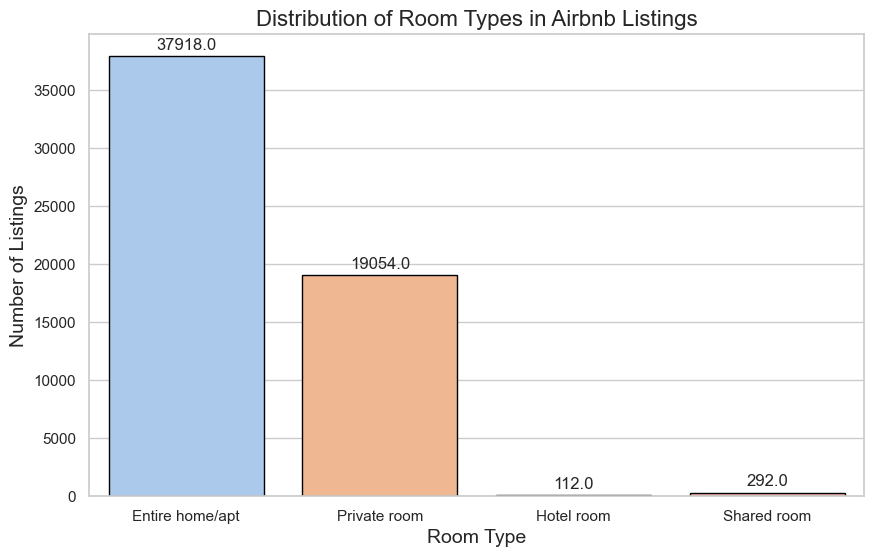 Distribution of Room Types in Airbnb Listings
37918.0
35000
30000
25000
20000
19054.0
15000
10000
5000
112.0
292.0
0
Number of Listings
Entire home/apt
Private room
Hotel room
Shared room
Room Type